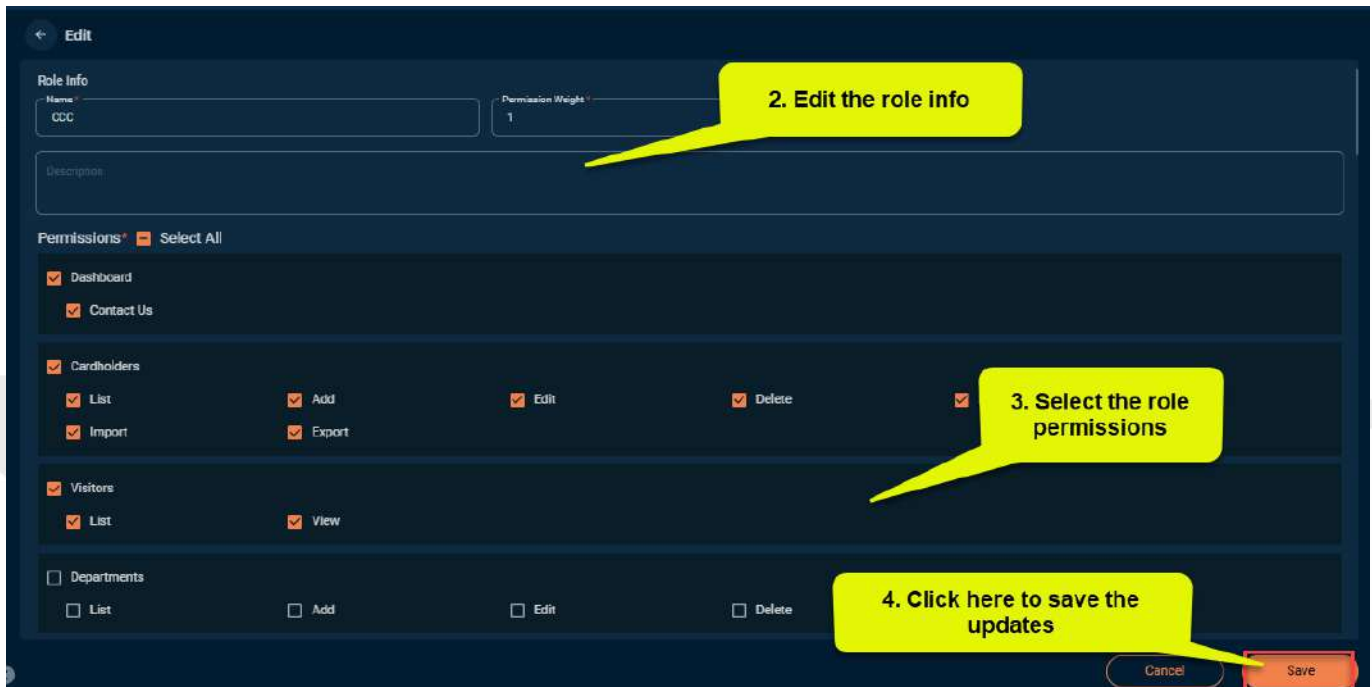 Edit
Role Info
Name*
CCC
Permission Weight*
1
2. Edit the role info
Description
Permissions* Select All
Dashboard
Contact Us
Cardholders
List Add Edit Delete
Import Export
3. Select the role
permissions
Visitors
List View
Departments
List Add Edit Delete
4. Click here to save the
updates
Cancel Save